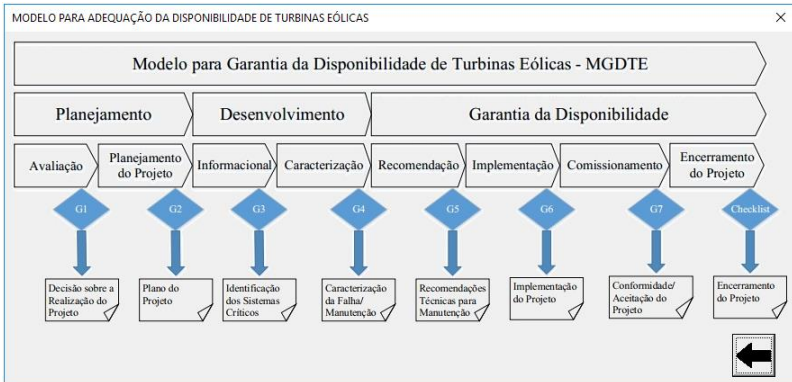 MODELO PARA ADEQUAÇÃO DA DISPONIBILIDADE DE TURBINAS EÓLICAS
Modelo para Garantia da Disponibilidade de Turbinas Eólicas - MGDTE
Planejamento
Desenvolvimento
Garantia da Disponibilidade
Avaliação
Planejamento
do Projeto
Informacional
Caracterização
Recomendação
Implementação
Comissionamento
Encerramento
do Projeto
G1
G2
G3
G4
G5
G6
G7
Checklist
Decisão sobre a
Realização do
Projeto
Plano do
Projeto
Identificação
dos Sistemas
Críticos
Caracterização
da Falha/
Manutenção
Recomendações
Técnicas para
Manutenção
Implementação
do Projeto
Conformidade/
Aceitação do
Projeto
Encerramento
do Projeto